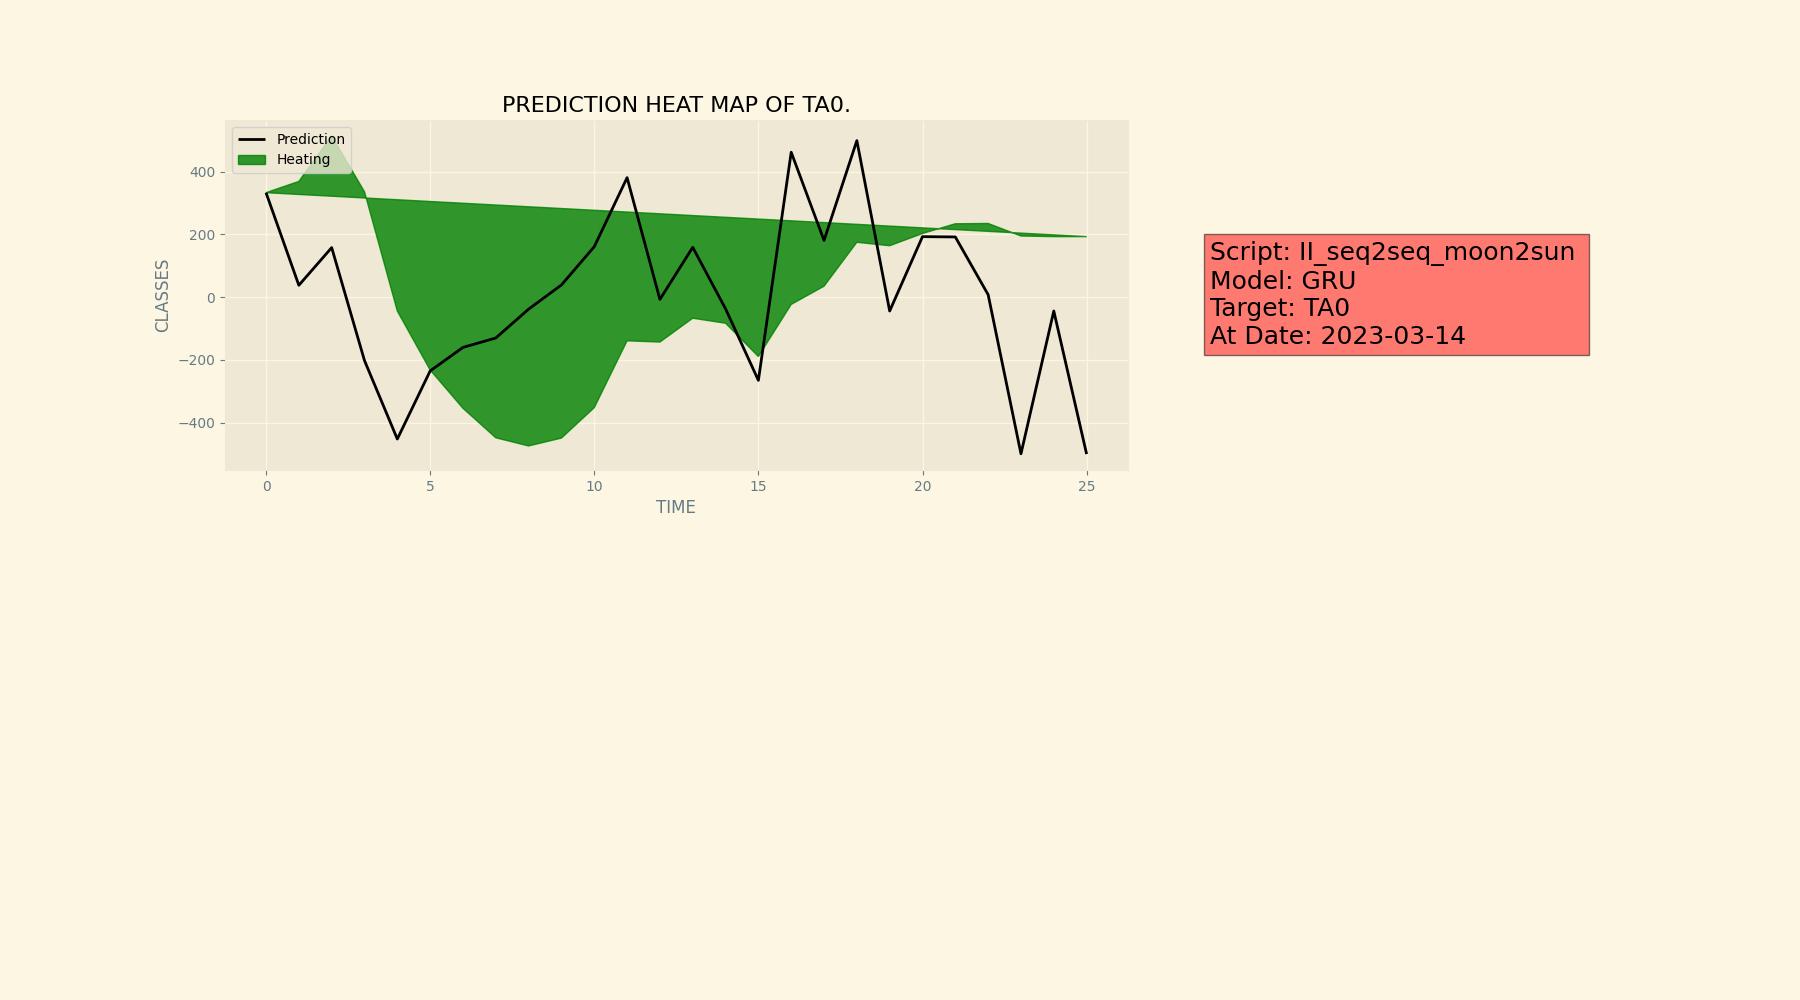 PREDICTION HEAT MAP OF TA0.
Prediction
Heating
400
200
0
−200
−400
CLASSES
0 5 10 15 20 25
TIME
Script: II_seq2seq_moon2sun
Model: GRU
Target: TA0
At Date: 2023-03-14